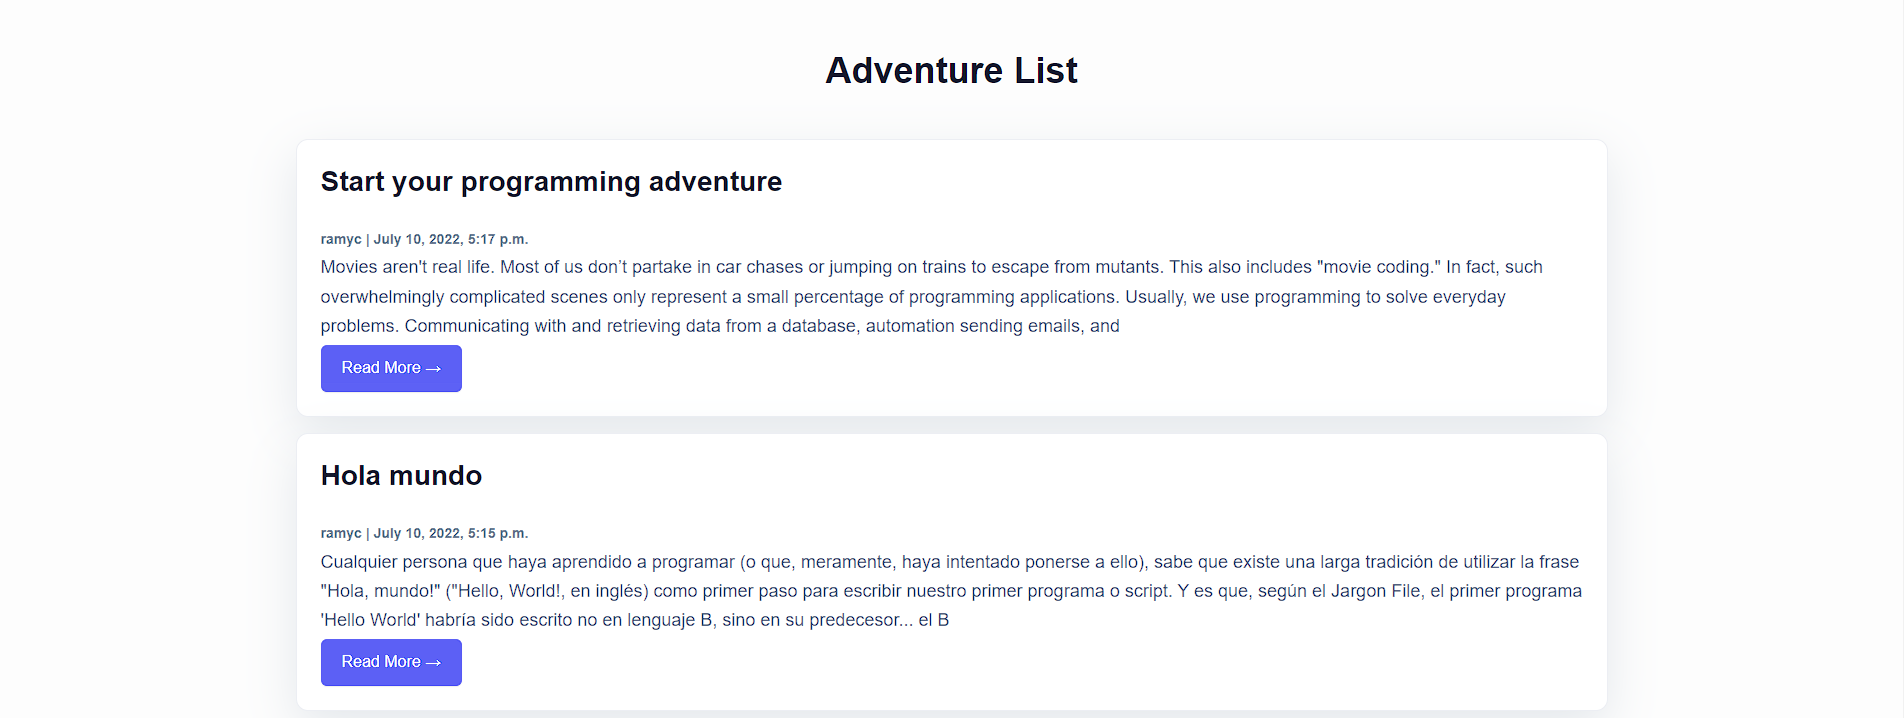 Adventure List
Start your programming adventure
ramyc | July 10, 2022, 5:17 p.m.
Movies aren't real life. Most of us don’t partake in car chases or jumping on trains to escape from mutants. This also includes "movie coding." In fact, such
overwhelmingly complicated scenes only represent a small percentage of programming applications. Usually, we use programming to solve everyday
problems. Communicating with and retrieving data from a database, automation sending emails, and
Read More →
Hola mundo
ramyc | July 10, 2022, 5:15 p.m.
Cualquier persona que haya aprendido a programar (o que, meramente, haya intentado ponerse a ello), sabe que existe una larga tradición de utilizar la frase
"Hola, mundo!" ("Hello, World!, en inglés) como primer paso para escribir nuestro primer programa o script. Y es que, según el Jargon File, el primer programa
'Hello World' habría sido escrito no en lenguaje B, sino en su predecesor... el B
Read More →